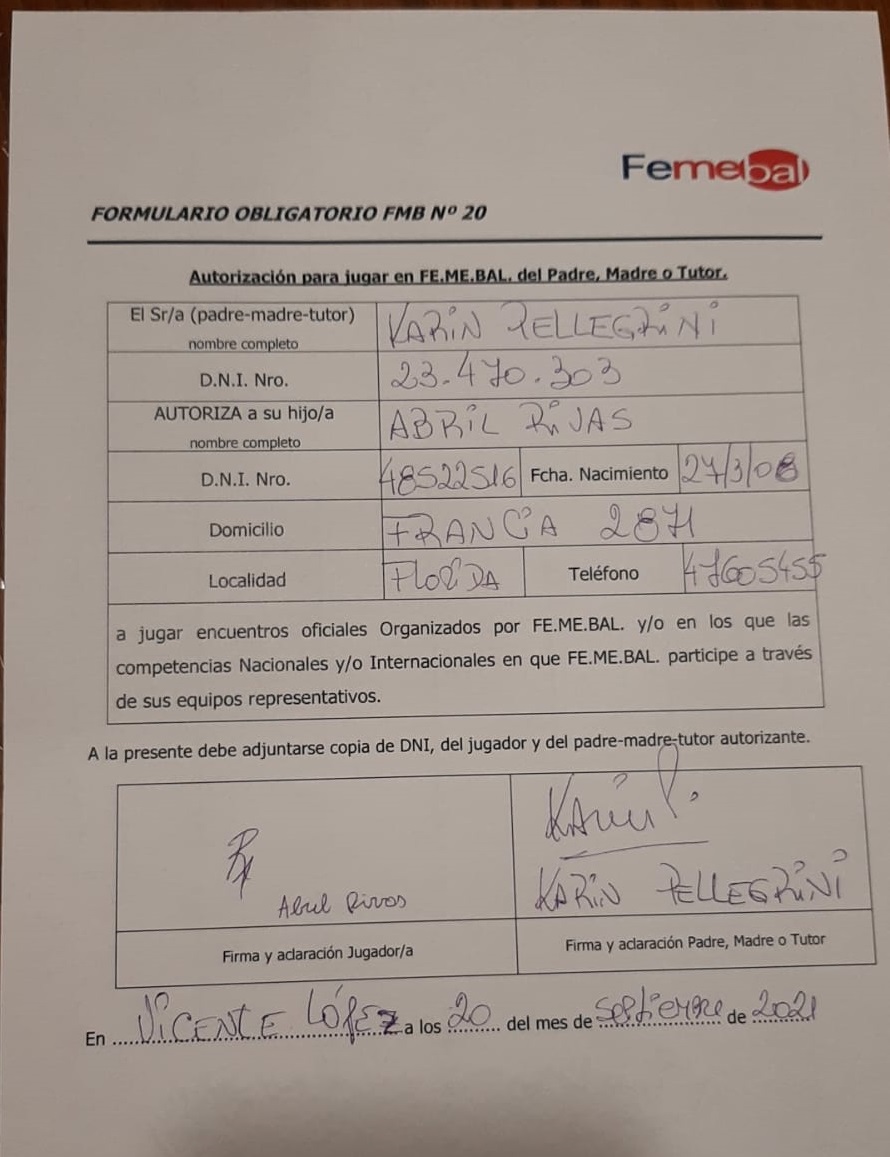 Femebal
FORMULARIO OBLIGATORIO FMB Nº 20
Autorización para jugar en FE.ME.BAL. del Padre, Madre o Tutor.
El Sr/a (padre-madre-tutor) KARIN PELLEGRINI
nombre completo
D.N.I. Nro. 23.470.303
AUTORIZA a su hijo/a ABRIL RIVAS
nombre completo
D.N.I. Nro. 48522516 Fcha. Nacimiento 27/3/08
Domicilio FRANCIA 2871
Localidad FLORIDA Teléfono 47605455
a jugar encuentros oficiales Organizados por FE.ME.BAL. y/o en los que las
competencias Nacionales y/o Internacionales en que FE.ME.BAL. participe a través
de sus equipos representativos.
A la presente debe adjuntarse copia de DNI, del jugador y del padre-madre-tutor autorizante.
Abril Rivas
KARIN PELLEGRINI
Firma y aclaración Jugador/a
Firma y aclaración Padre, Madre o Tutor
En VICENTE LÓPEZ a los 20 del mes de Septiembre de 2021